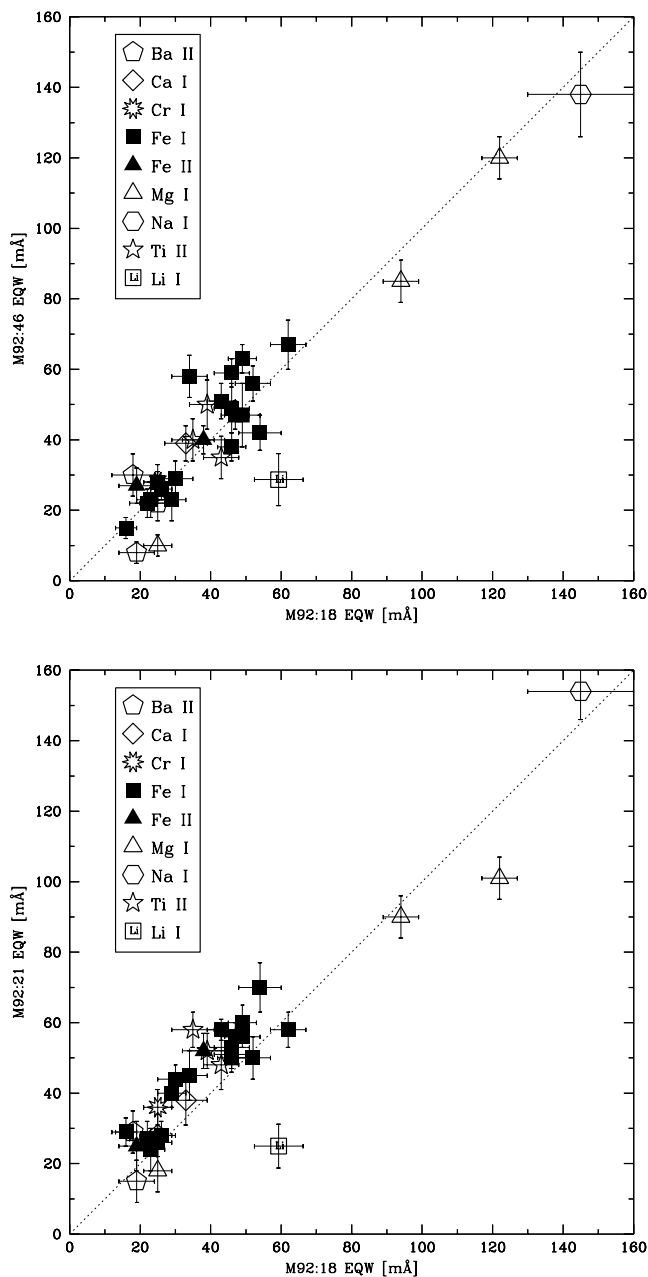 160
140
120
100
80
60
40
20
0
M92:46 EQW [mÅ]
Ba II
Ca I
Cr I
Fe I
Fe II
Mg I
Na I
Ti II
Li Li I
Li
0 20 40 60 80 100 120 140 160
M92:18 EQW [mÅ]
160
140
120
100
80
60
40
20
0
M92:21 EQW [mÅ]
Ba II
Ca I
Cr I
Fe I
Fe II
Mg I
Na I
Ti II
Li Li I
Li
0 20 40 60 80 100 120 140 160
M92:18 EQW [mÅ]